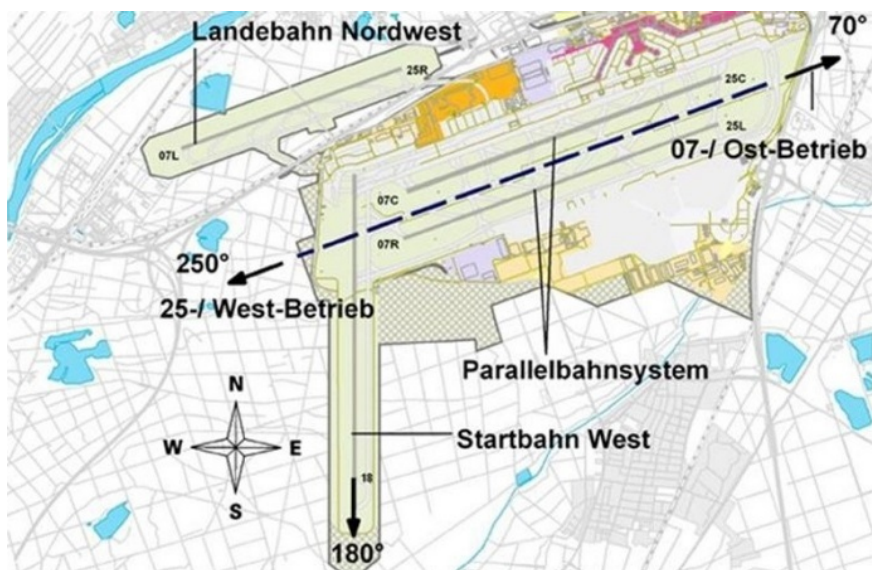 Landebahn Nordwest
70°
25R
25C
07L
25L
07-/ Ost-Betrieb
07C
07R
250°
25-/ West-Betrieb
Parallelbahnsystem
N
W
E
S
Startbahn West
18
180°